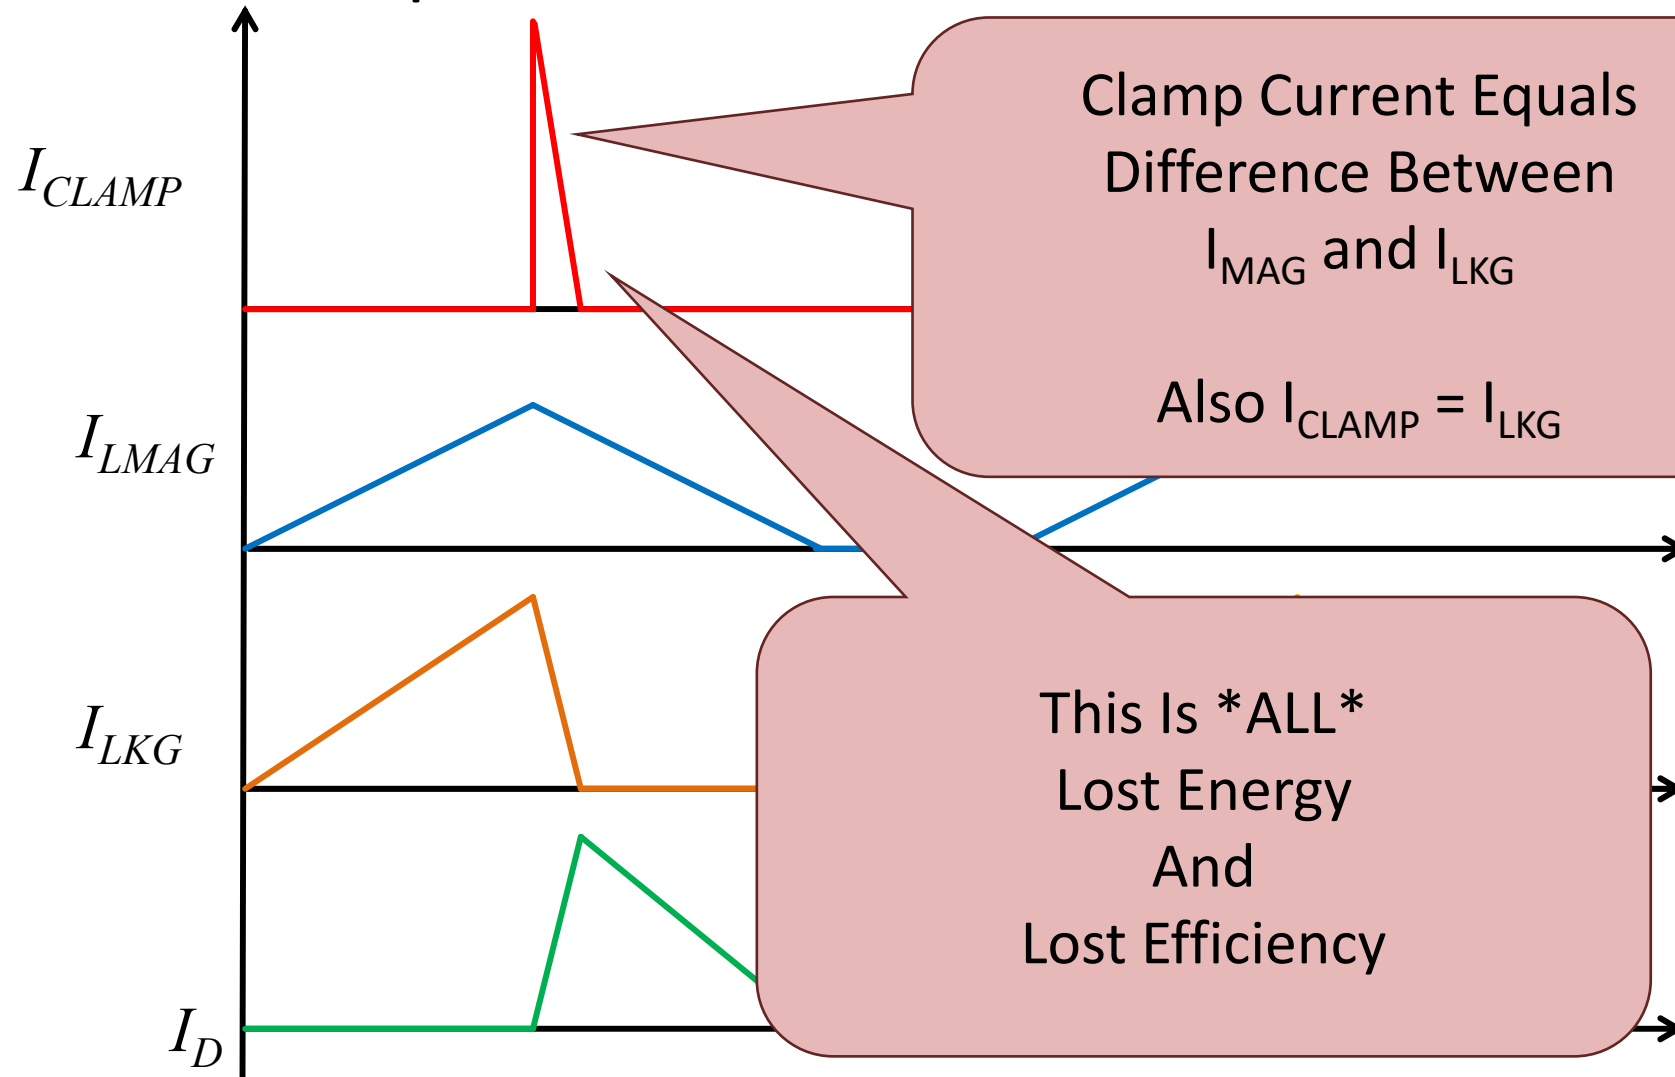 I_CLAMP
Clamp Current Equals
Difference Between
I_MAG and I_LKG
Also I_CLAMP = I_LKG
I_LMAG
I_LKG
This Is *ALL*
Lost Energy
And
Lost Efficiency
I_D